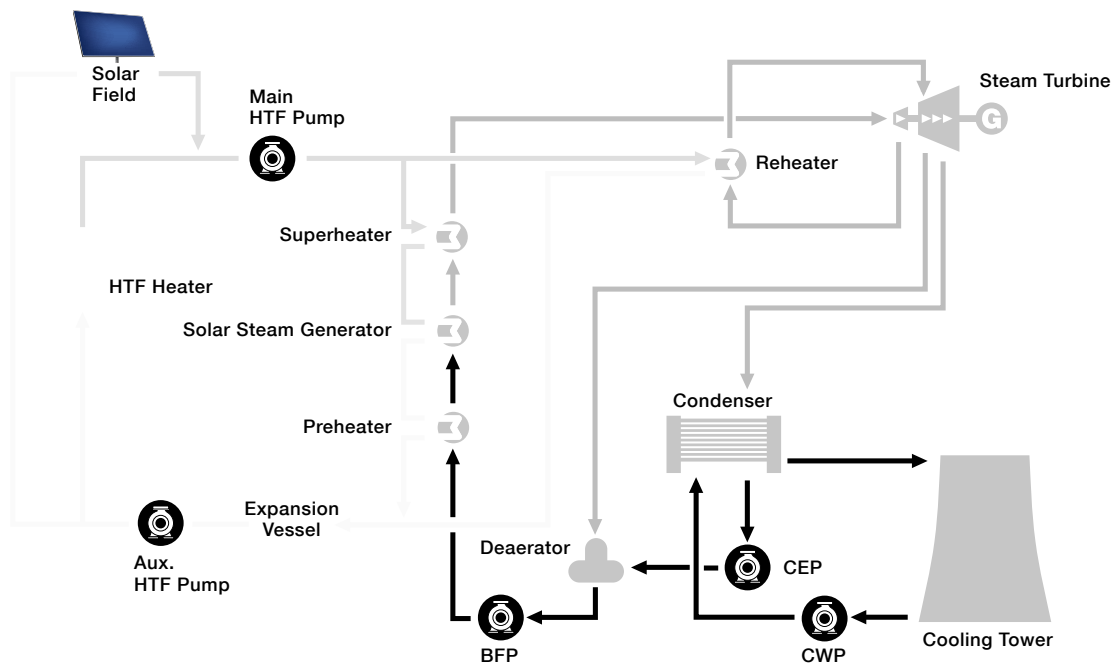 Solar
Field
Main
HTF Pump
Steam Turbine
G
Reheater
Superheater
HTF Heater
Solar Steam Generator
Condenser
Preheater
Expansion
Vessel
Deaerator
Aux.
HTF Pump
CEP
BFP
CWP
Cooling Tower